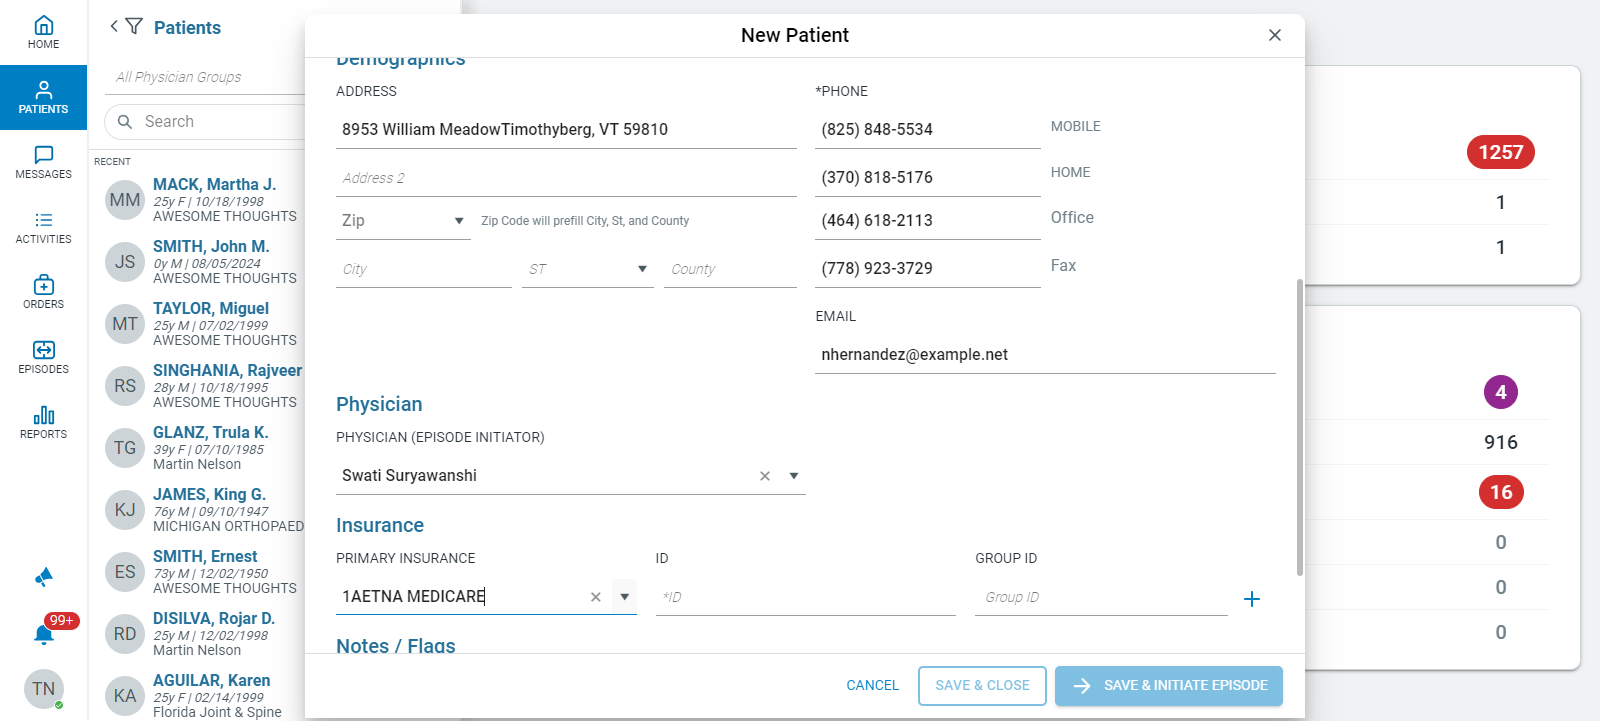 HOME
PATIENTS
MESSAGES
ACTIVITIES
ORDERS
EPISODES
REPORTS
99+
TN
Patients
All Physician Groups
Search
RECENT
MM
MACK, Martha J.
25y F | 10/18/1998
AWESOME THOUGHTS
JS
SMITH, John M.
0y M | 08/05/2024
AWESOME THOUGHTS
MT
TAYLOR, Miguel
25y M | 07/02/1999
AWESOME THOUGHTS
RS
SINGHANIA, Rajveer
28y M | 10/18/1995
AWESOME THOUGHTS
TG
GLANZ, Trula K.
39y F | 07/10/1985
Martin Nelson
KJ
JAMES, King G.
76y M | 09/10/1947
MICHIGAN ORTHOPAED
ES
SMITH, Ernest
73y M | 12/02/1950
AWESOME THOUGHTS
RD
DISILVA, Rojar D.
25y M | 12/02/1998
Martin Nelson
KA
AGUILAR, Karen
25y F | 02/14/1999
Florida Joint & Spine
New Patient
Demographics
ADDRESS
8953 William MeadowTimothyberg, VT 59810
Address 2
Zip
Zip Code will prefill City, St, and County
City
ST
County
*PHONE
(825) 848-5534 MOBILE
(370) 818-5176 HOME
(464) 618-2113 Office
(778) 923-3729 Fax
EMAIL
nhernandez@example.net
Physician
PHYSICIAN (EPISODE INITIATOR)
Swati Suryawanshi
Insurance
PRIMARY INSURANCE ID GROUP ID
1AETNA MEDICARE *ID Group ID
Notes / Flags
CANCEL SAVE & CLOSE SAVE & INITIATE EPISODE
1257
1
1
4
916
16
0
0
0